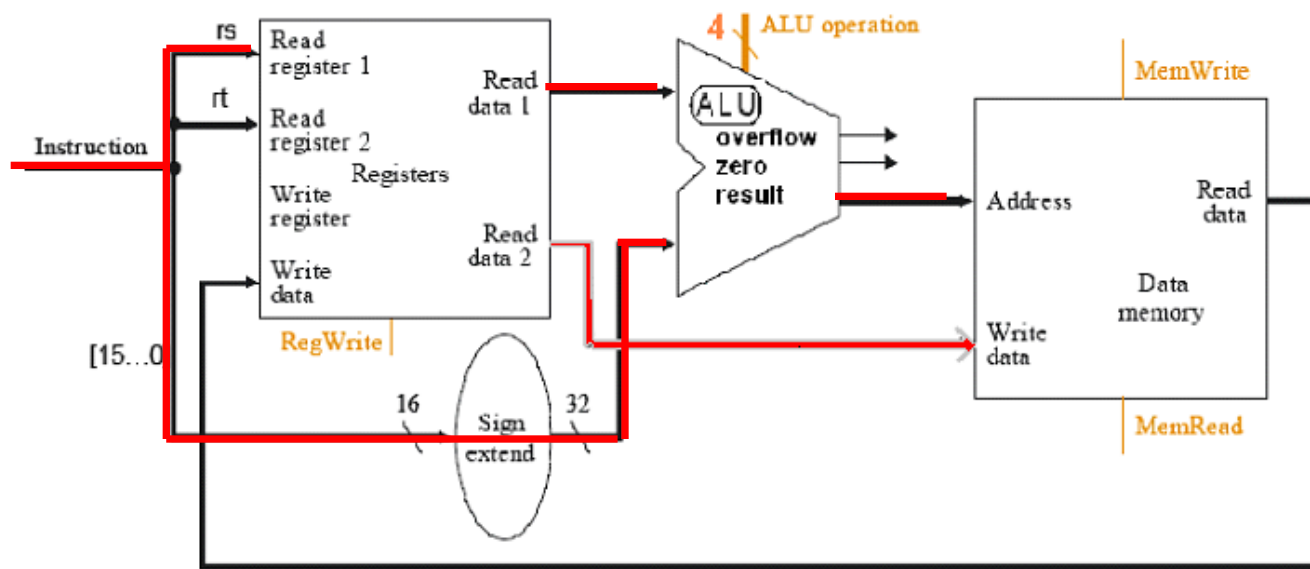 rs
Read
register 1
rt
Read
register 2
Instruction
Registers
Write
register
Write
data
Read
data 1
Read
data 2
RegWrite
[15...0
16
Sign
extend
32
4
ALU operation
ALU
overflow
zero
result
MemWrite
Address
Read
data
Data
memory
Write
data
MemRead